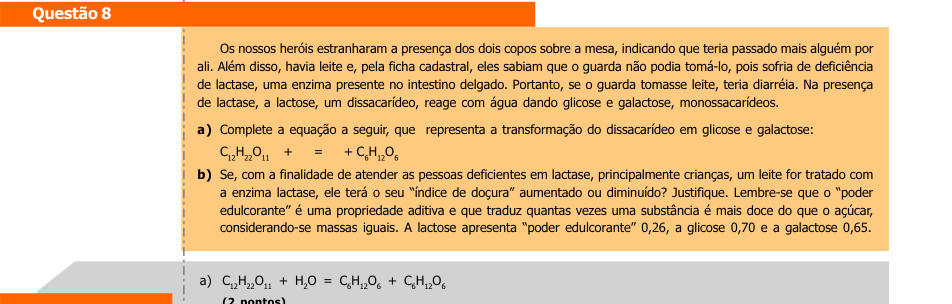 Questão 8
Os nossos heróis estranharam a presença dos dois copos sobre a mesa, indicando que teria passado mais alguém por
ali. Além disso, havia leite e, pela ficha cadastral, eles sabiam que o guarda não podia tomá-lo, pois sofria de deficiência
de lactase, uma enzima presente no intestino delgado. Portanto, se o guarda tomasse leite, teria diarréia. Na presença
de lactase, a lactose, um dissacarídeo, reage com água dando glicose e galactose, monossacarídeos.
a) Complete a equação a seguir, que representa a transformação do dissacarídeo em glicose e galactose:
C12H22O11 + = + C6H12O6
b) Se, com a finalidade de atender as pessoas deficientes em lactase, principalmente crianças, um leite for tratado com
a enzima lactase, ele terá o seu “índice de doçura” aumentado ou diminuído? Justifique. Lembre-se que o “poder
edulcorante” é uma propriedade aditiva e que traduz quantas vezes uma substância é mais doce do que o açúcar,
considerando-se massas iguais. A lactose apresenta “poder edulcorante” 0,26, a glicose 0,70 e a galactose 0,65.
a) C12H22O11 + H2O = C6H12O6 + C6H12O6
(2 pontos)